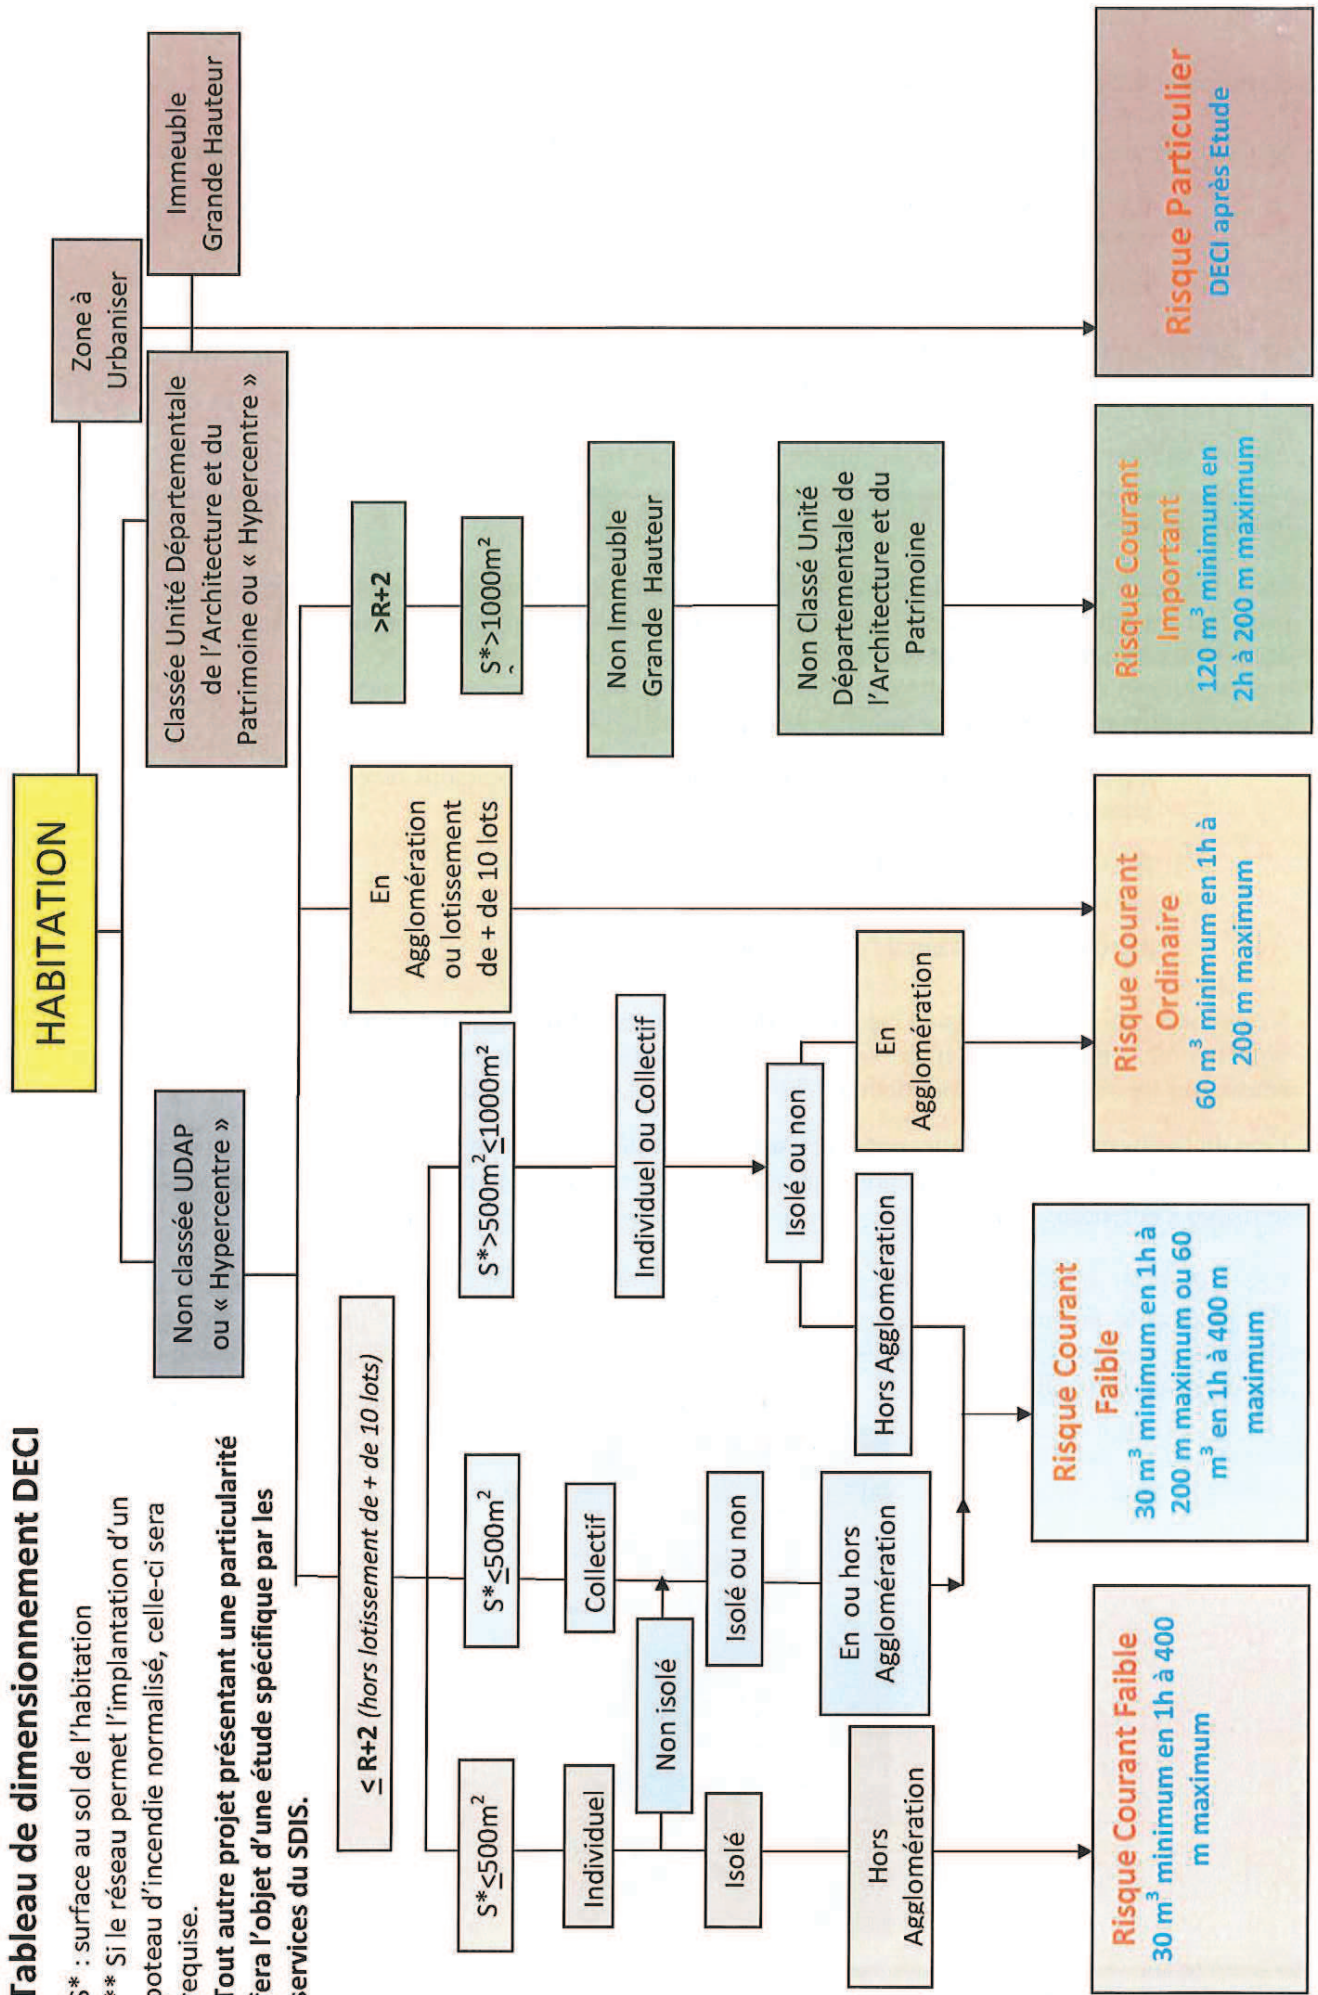 Tableau de dimensionnement DECI
S* : surface au sol de l'habitation
** Si le réseau permet l'implantation d'un
poteau d'incendie normalisé, celle-ci sera
requise.
Tout autre projet présentant une particularité
fera l'objet d'une étude spécifique par les
services du SDIS.
HABITATION
Zone à
Urbaniser
Non classée UDAP
ou « Hypercentre »
Classée Unité Départementale
de l'Architecture et du
Patrimoine ou « Hypercentre »
Immeuble
Grande Hauteur
≤ R+2 (hors lotissement de + de 10 lots)
En
Agglomération
ou lotissement
de + de 10 lots
>R+2
S*≤500m²
S*≤500m²
S*>500m²≤1000m²
S*>1000m²
Individuel
Collectif
Individuel ou Collectif
Non Immeuble
Grande Hauteur
Non isolé
Isolé
Isolé ou non
Isolé ou non
Non Classé Unité
Départementale de
l'Architecture et du
Patrimoine
Hors
Agglomération
En ou hors
Agglomération
Hors Agglomération
En
Agglomération
Risque Courant Faible
30 m³ minimum en 1h à 400
m maximum
Risque Courant
Faible
30 m³ minimum en 1h à
200 m maximum ou 60
m³ en 1h à 400 m
maximum
Risque Courant
Ordinaire
60 m³ minimum en 1h à
200 m maximum
Risque Courant
Important
120 m³ minimum en
2h à 200 m maximum
Risque Particulier
DECI après Etude